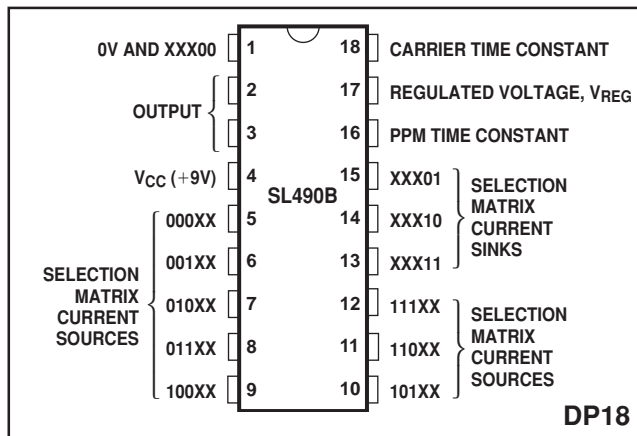 0V AND XXX00 1 18 CARRIER TIME CONSTANT
2 17 REGULATED VOLTAGE, VREG
OUTPUT
3 16 PPM TIME CONSTANT
VCC (+9V) 4 15 XXX01
SL490B
000XX 5 14 XXX10
SELECTION
MATRIX
CURRENT
SINKS
001XX 6 13 XXX11
SELECTION
MATRIX
CURRENT
SOURCES
010XX 7 12 111XX
011XX 8 11 110XX
SELECTION
MATRIX
CURRENT
SOURCES
100XX 9 10 101XX
DP18